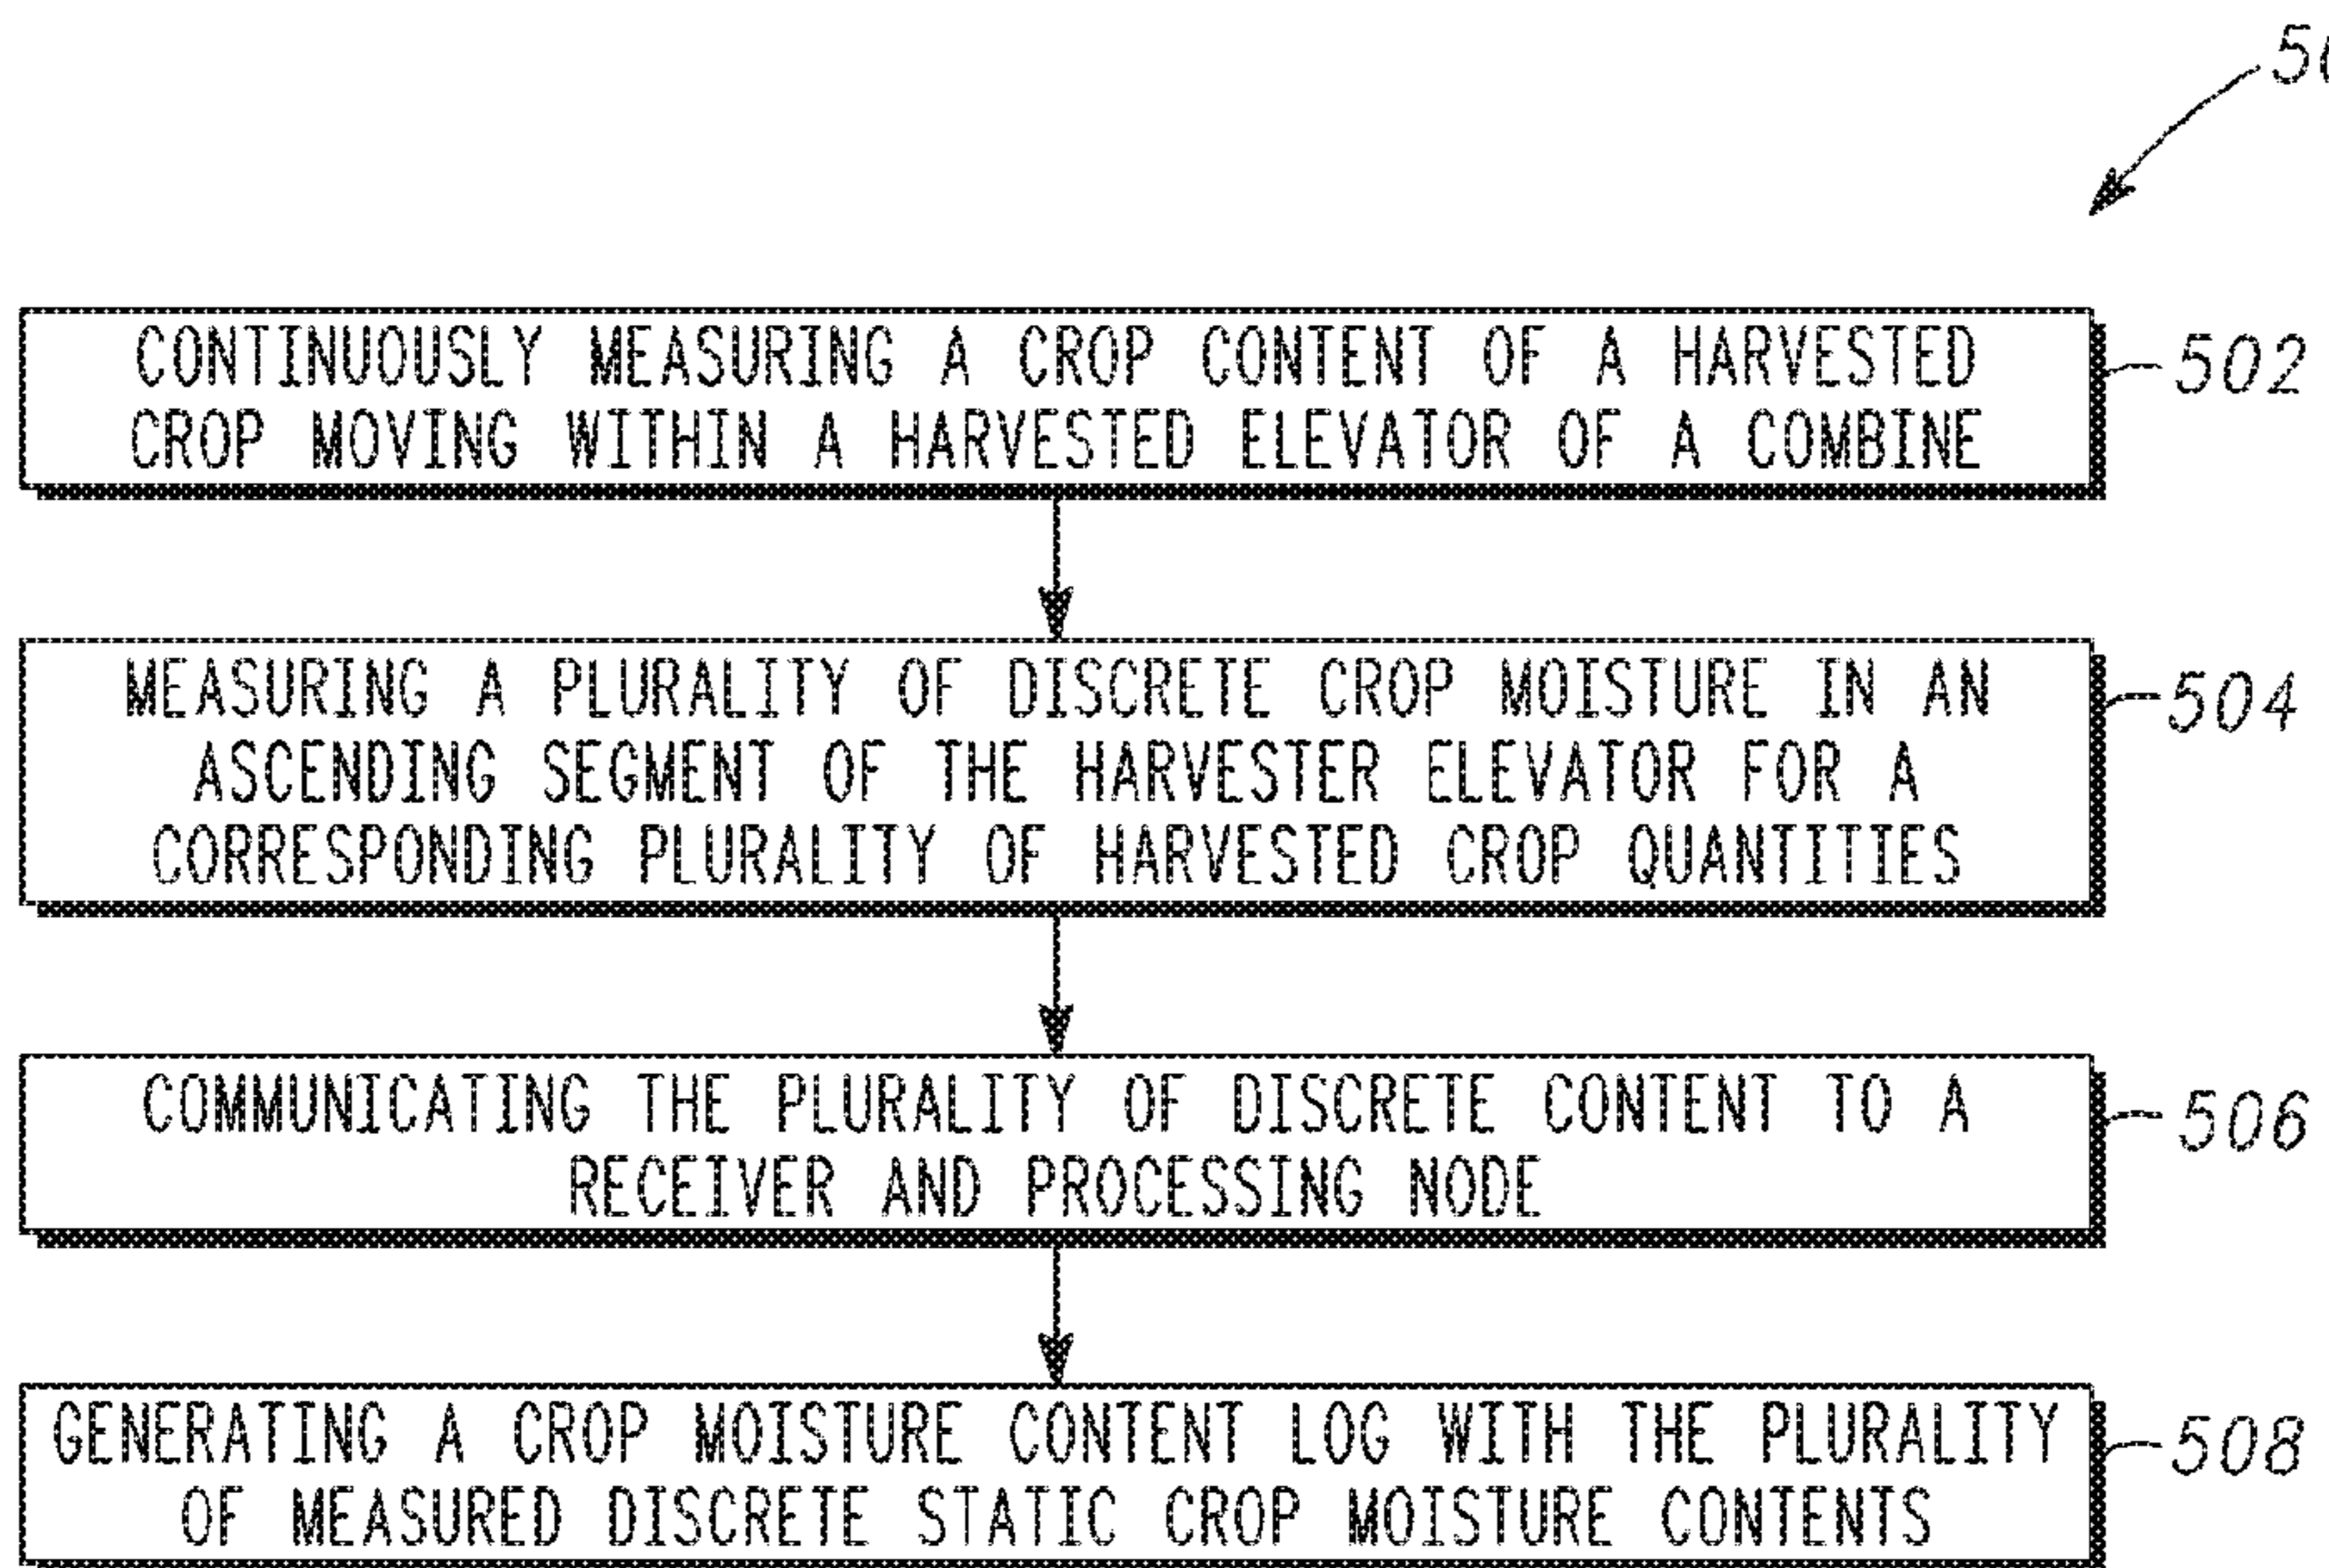 CONTINUOUSLY MEASURING A CROP CONTENT OF A HARVESTED
CROP MOVING WITHIN A HARVESTED ELEVATOR OF A COMBINE
502
MEASURING A PLURALITY OF DISCRETE CROP MOISTURE IN AN
ASCENDING SEGMENT OF THE HARVESTER ELEVATOR FOR A
CORRESPONDING PLURALITY OF HARVESTED CROP QUANTITIES
504
COMMUNICATING THE PLURALITY OF DISCRETE CONTENT TO A
RECEIVER AND PROCESSING NODE
506
GENERATING A CROP MOISTURE CONTENT LOG WITH THE PLURALITY
OF MEASURED DISCRETE STATIC CROP MOISTURE CONTENTS
508